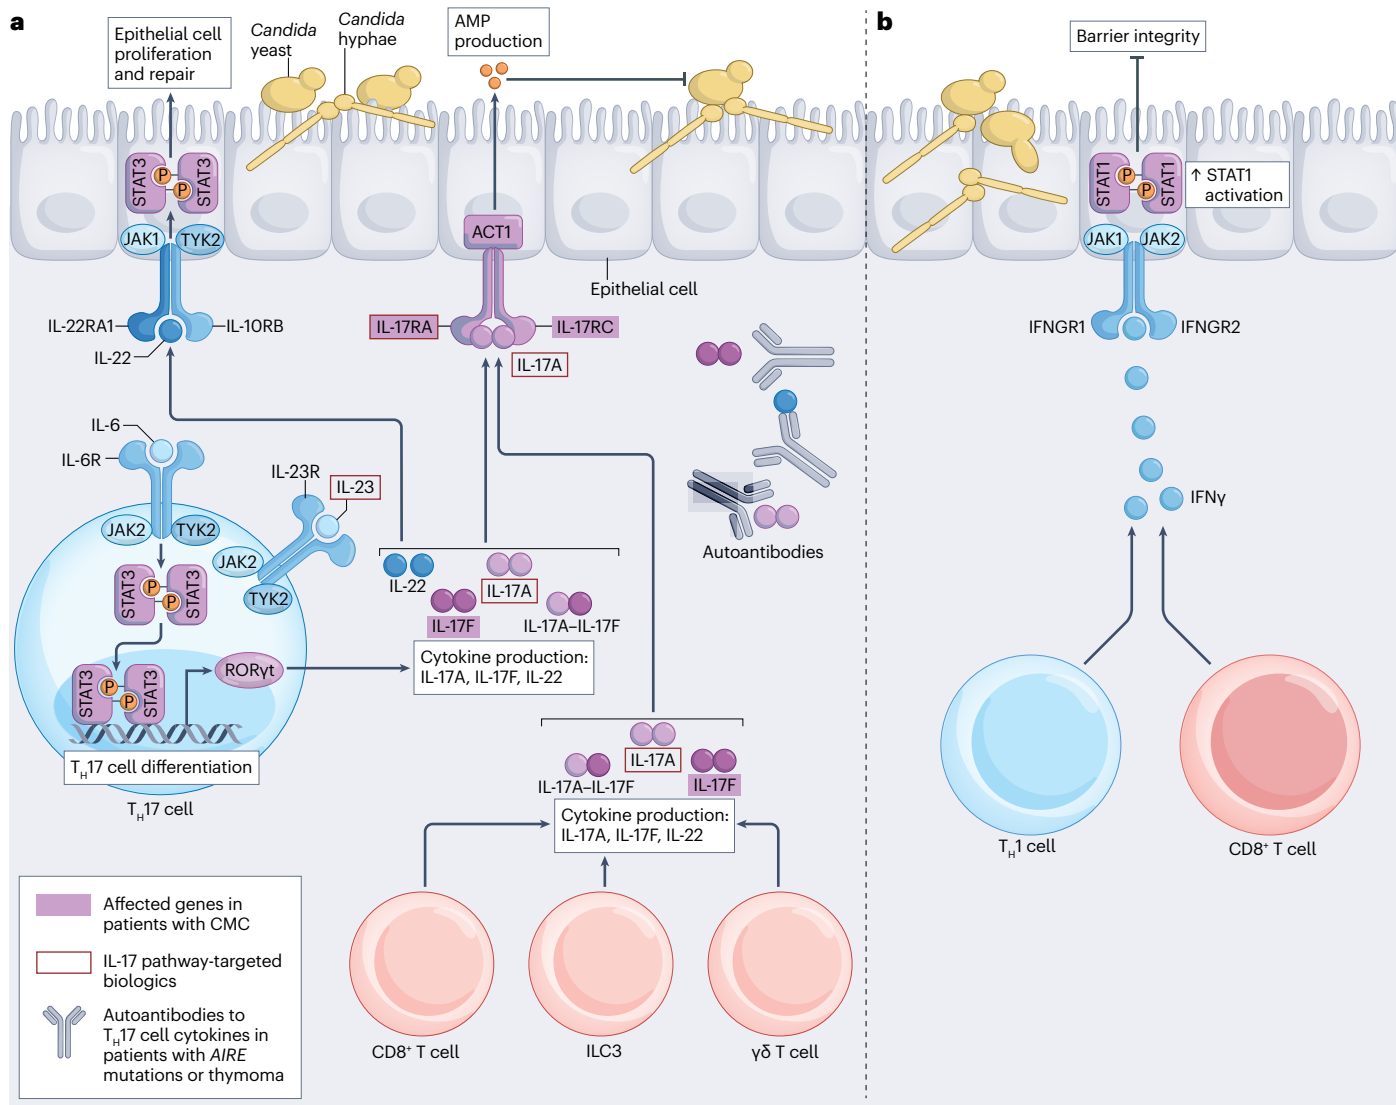 a
Epithelial cell
proliferation
and repair
Candida
yeast
Candida
hyphae
AMP
production
STAT3
P
P
STAT3
JAK1
TYK2
ACT1
Epithelial cell
IL-22RA1
IL-10RB
IL-22
IL-17RA
IL-17RC
IL-17A
IL-6
IL-6R
IL-23R
IL-23
JAK2
TYK2
JAK2
TYK2
STAT3
P
P
STAT3
STAT3
P
P
STAT3
RORγt
TH17 cell differentiation
TH17 cell
IL-22
IL-17A
IL-17F
IL-17A–IL-17F
Cytokine production:
IL-17A, IL-17F, IL-22
Autoantibodies
IL-17A
IL-17A–IL-17F
IL-17F
Cytokine production:
IL-17A, IL-17F, IL-22
CD8+ T cell
ILC3
γδ T cell
Affected genes in
patients with CMC
IL-17 pathway-targeted
biologics
Autoantibodies to
TH17 cell cytokines in
patients with AIRE
mutations or thymoma
b
Barrier integrity
STAT1
P
P
STAT1
↑ STAT1
activation
JAK1
JAK2
IFNGR1
IFNGR2
IFNγ
TH1 cell
CD8+ T cell